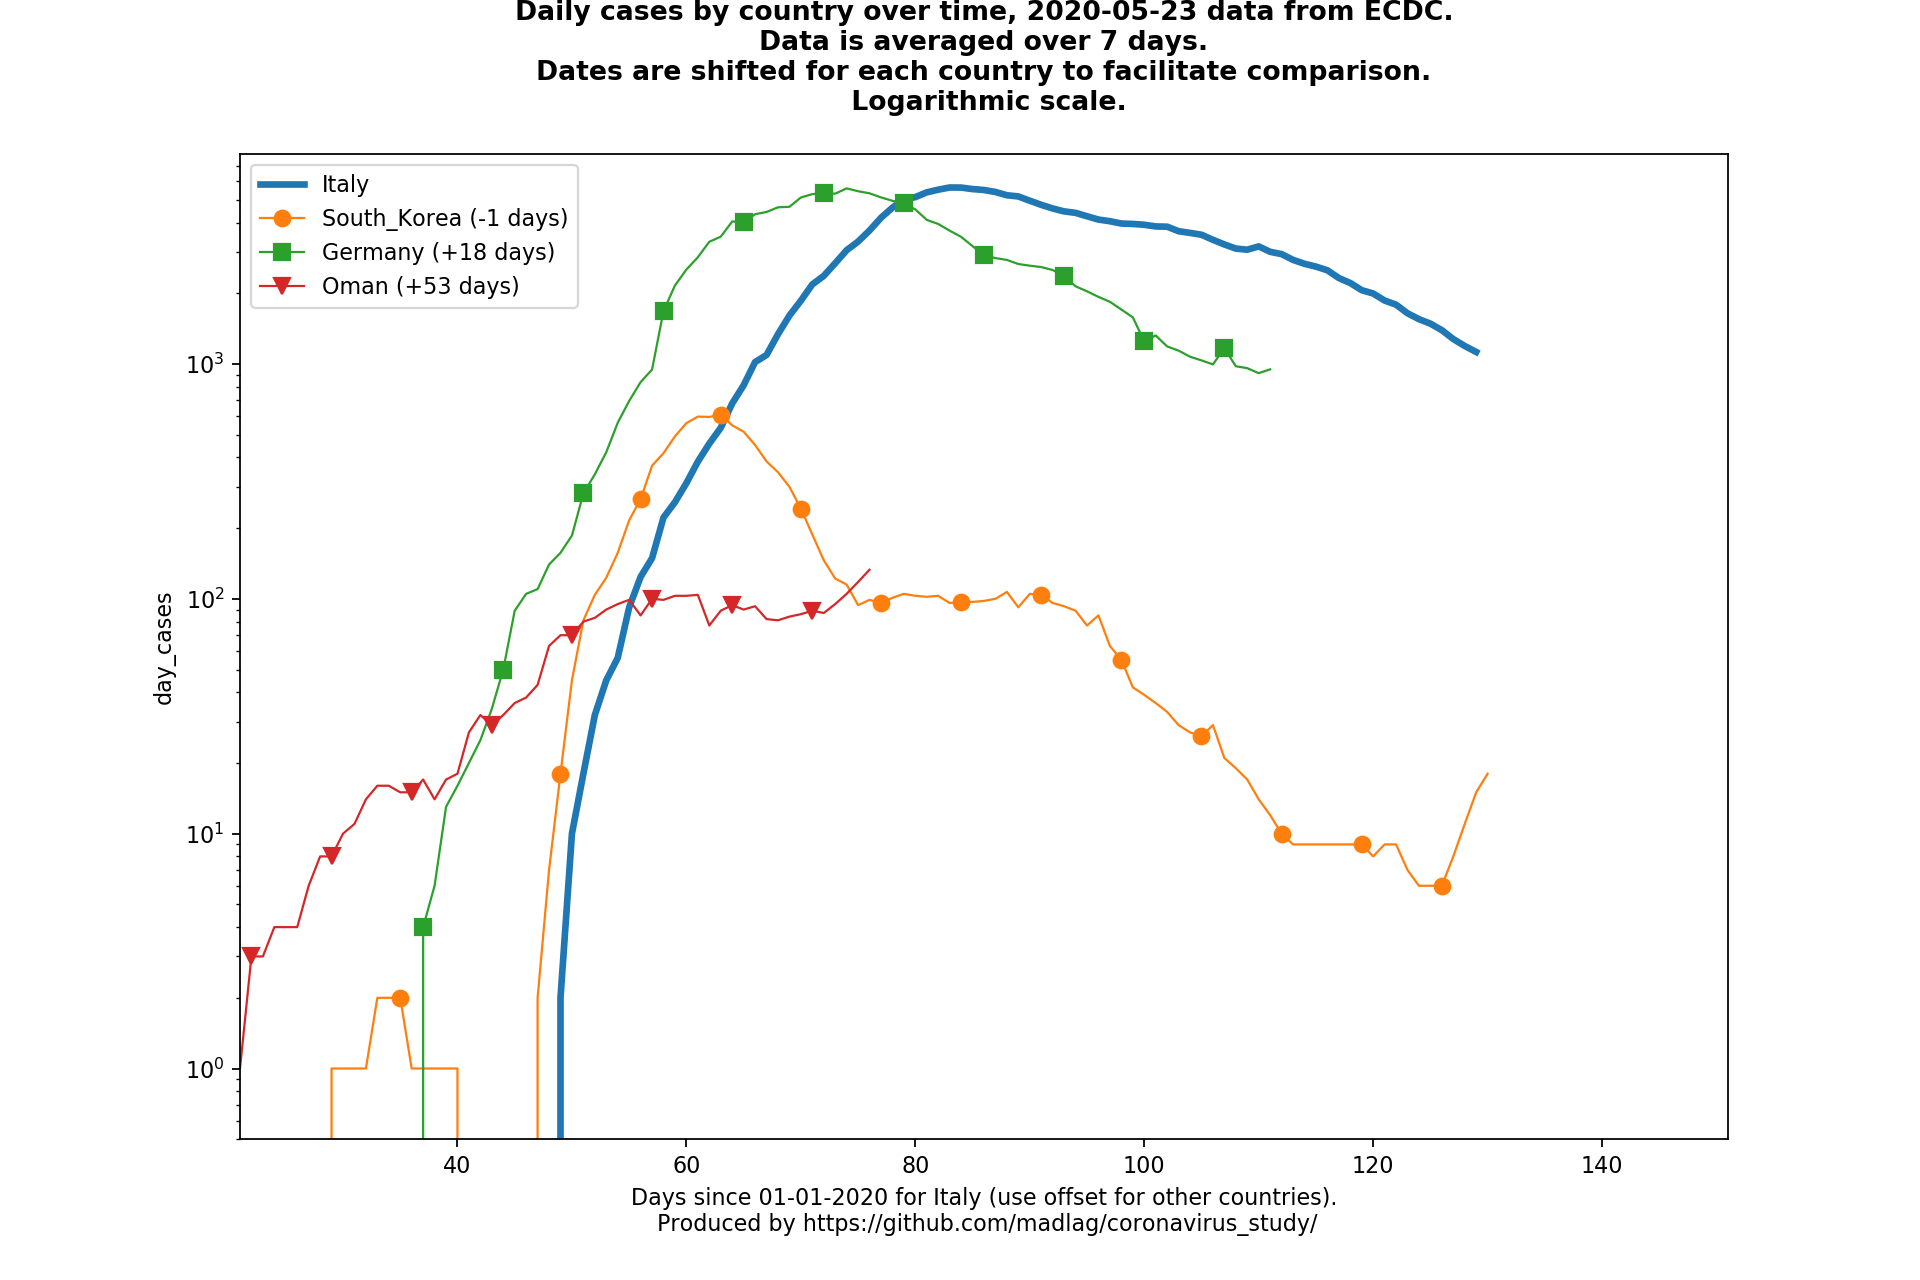 Daily cases by country over time, 2020-05-23 data from ECDC.
Data is averaged over 7 days.
Dates are shifted for each country to facilitate comparison.
Logarithmic scale.
Italy
South_Korea (-1 days)
Germany (+18 days)
Oman (+53 days)
10³
10²
10¹
10⁰
day_cases
40 60 80 100 120 140
Days since 01-01-2020 for Italy (use offset for other countries).
Produced by https://github.com/madlag/coronavirus_study/